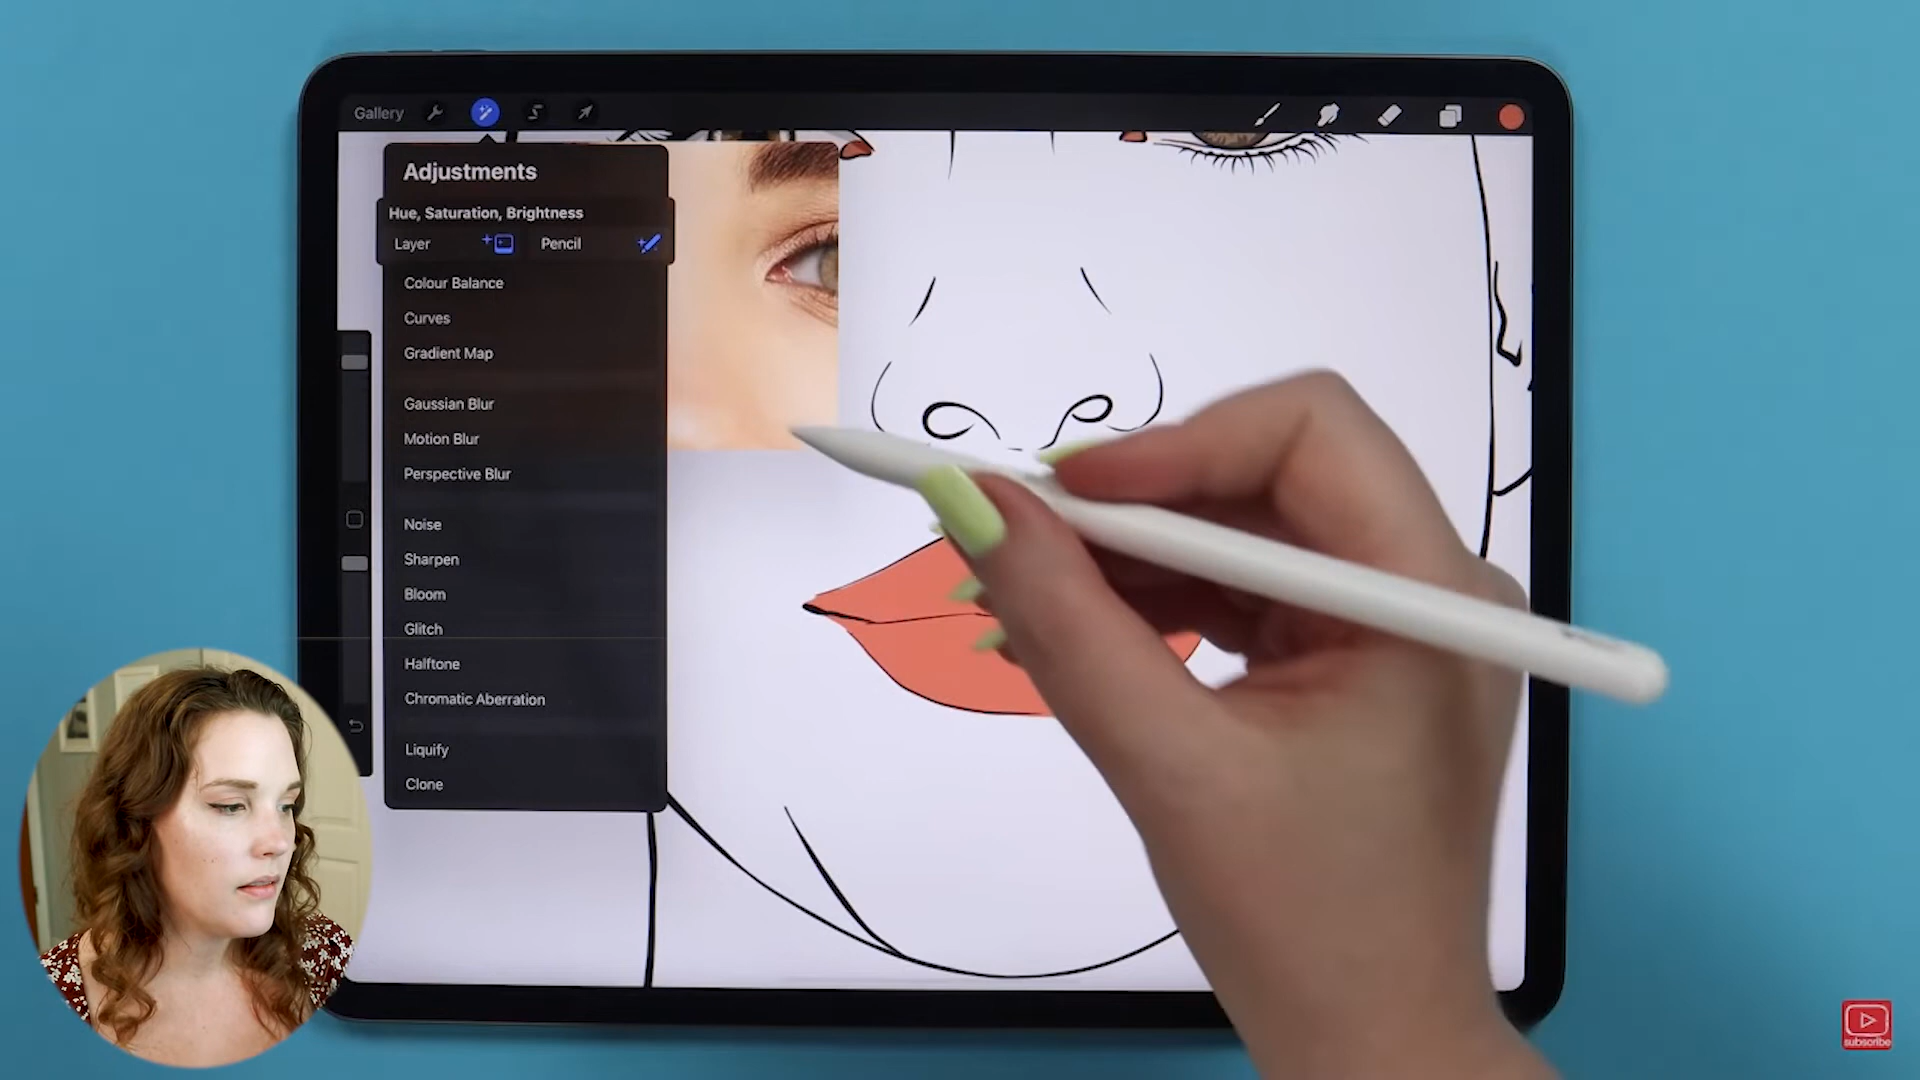 Gallery
Adjustments
Hue, Saturation, Brightness
Layer Pencil
Colour Balance
Curves
Gradient Map
Gaussian Blur
Motion Blur
Perspective Blur
Noise
Sharpen
Bloom
Glitch
Halftone
Chromatic Aberration
Liquify
Clone
subscribe